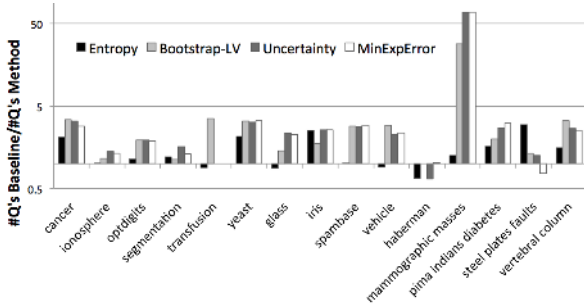 #Q's Baseline/#Q's Method
50
5
0.5
Entropy Bootstrap-LV Uncertainty MinExpError
cancer
ionosphere
optdigits
segmentation
transfusion
yeast
glass
iris
spambase
vehicle
haberman
mammographic masses
pima indians diabetes
steel plates faults
vertebral column